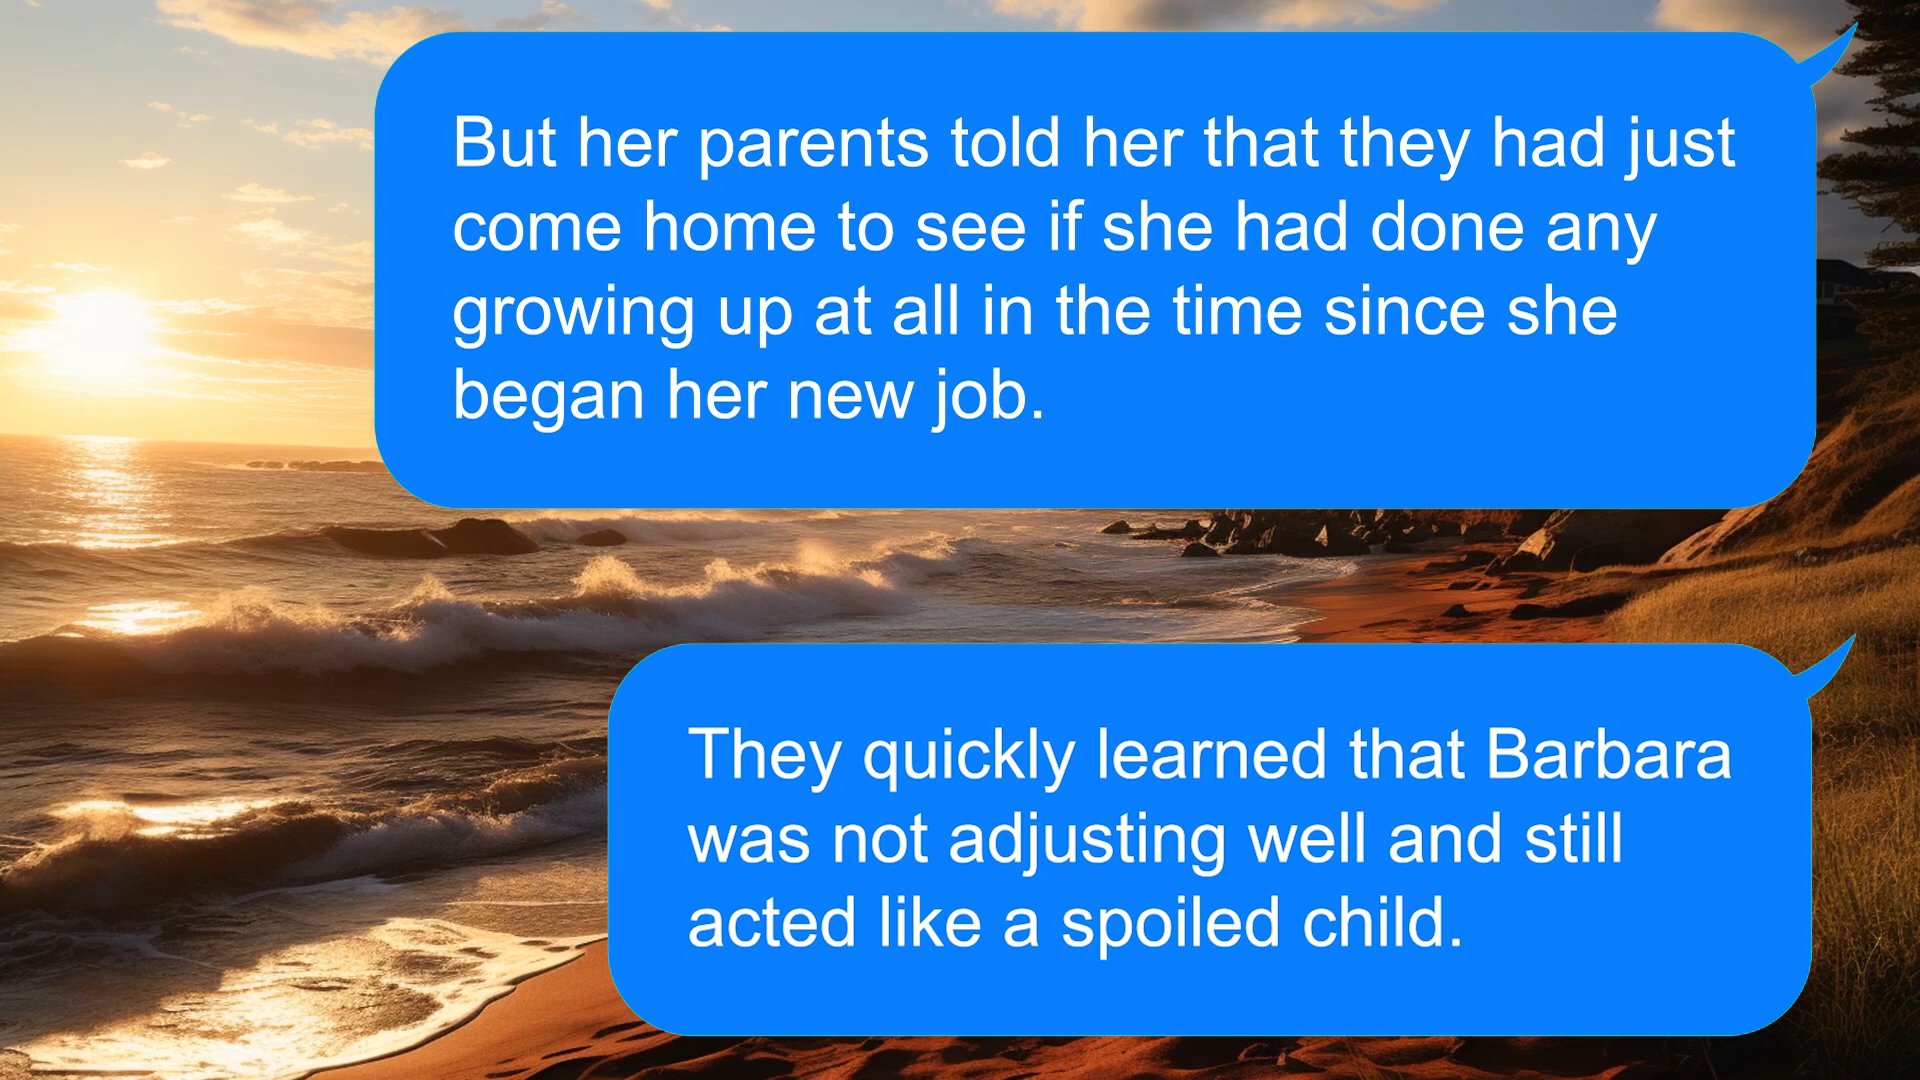 But her parents told her that they had just
come home to see if she had done any
growing up at all in the time since she
began her new job.
They quickly learned that Barbara
was not adjusting well and still
acted like a spoiled child.